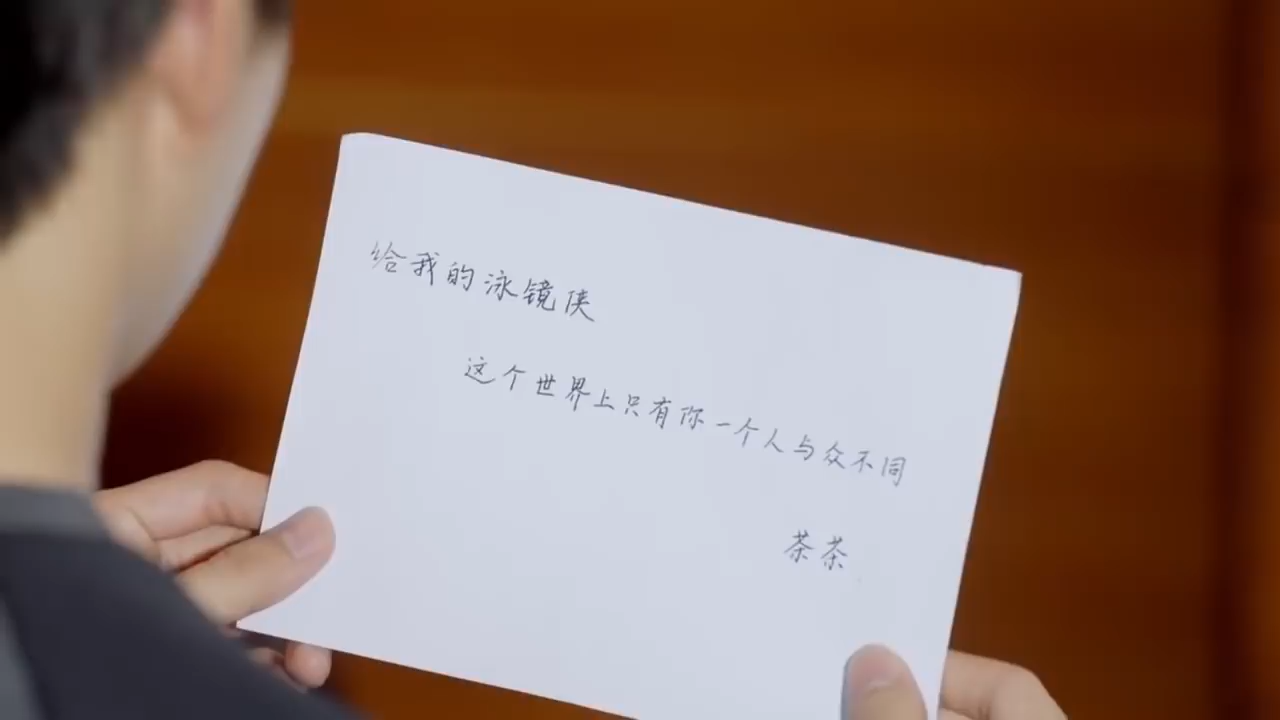 给我的泳镜侠
这个世界上只有你一个人与众不同
茶茶